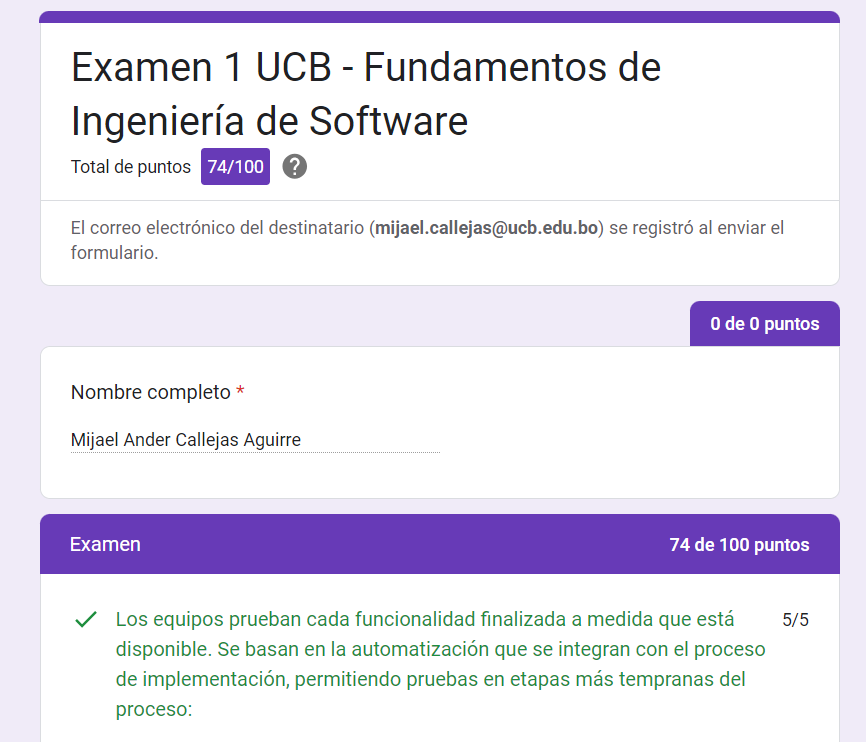 Examen 1 UCB - Fundamentos de
Ingeniería de Software
Total de puntos 74/100 ?
El correo electrónico del destinatario (mijael.callejas@ucb.edu.bo) se registró al enviar el
formulario.
0 de 0 puntos
Nombre completo *
Mijael Ander Callejas Aguirre
Examen 74 de 100 puntos
Los equipos prueban cada funcionalidad finalizada a medida que está 5/5
disponible. Se basan en la automatización que se integran con el proceso
de implementación, permitiendo pruebas en etapas más tempranas del
proceso: